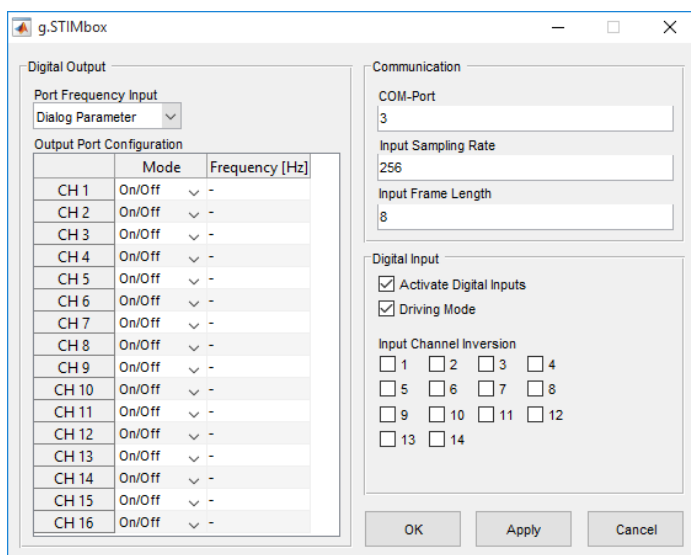 g.STIMbox
Digital Output
Port Frequency Input
Dialog Parameter
Output Port Configuration
Mode Frequency [Hz]
CH 1 On/Off -
CH 2 On/Off -
CH 3 On/Off -
CH 4 On/Off -
CH 5 On/Off -
CH 6 On/Off -
CH 7 On/Off -
CH 8 On/Off -
CH 9 On/Off -
CH 10 On/Off -
CH 11 On/Off -
CH 12 On/Off -
CH 13 On/Off -
CH 14 On/Off -
CH 15 On/Off -
CH 16 On/Off -
Communication
COM-Port
3
Input Sampling Rate
256
Input Frame Length
8
Digital Input
Activate Digital Inputs
Driving Mode
Input Channel Inversion
1 2 3 4
5 6 7 8
9 10 11 12
13 14
OK Apply Cancel